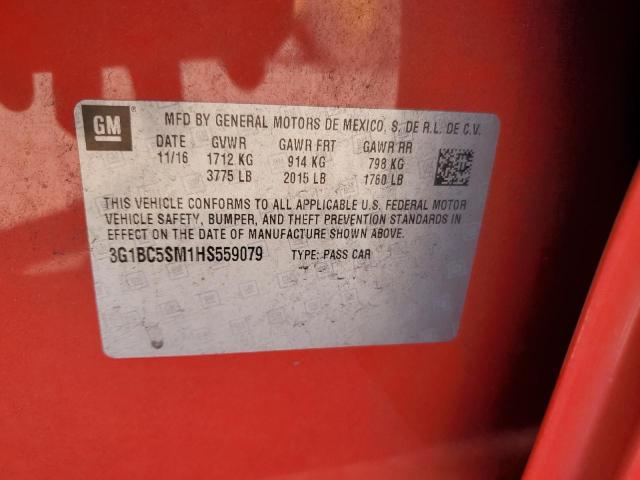 GM
MFD BY GENERAL MOTORS DE MEXICO, S. DE R.L. DE C.V.
DATE GVWR GAWR FRT GAWR RR
11/16 1712 KG 914 KG 798 KG
3775 LB 2015 LB 1760 LB
THIS VEHICLE CONFORMS TO ALL APPLICABLE U.S. FEDERAL MOTOR
VEHICLE SAFETY, BUMPER, AND THEFT PREVENTION STANDARDS IN
EFFECT ON THE DATE OF MANUFACTURE SHOWN ABOVE.
3G1BC5SM1HS559079 TYPE: PASS CAR